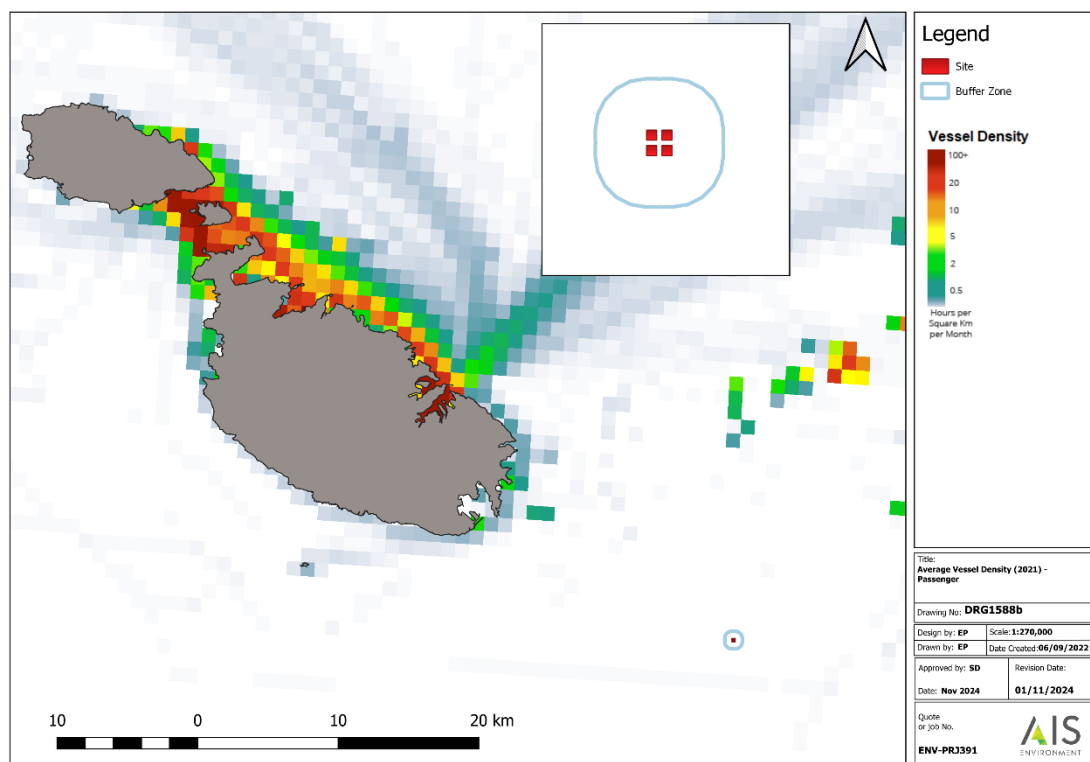 Legend
Site
Buffer Zone
Vessel Density
100+
20
10
5
2
0.5
Hours per
Square Km
per Month
10 0 10 20 km
Title:
Average Vessel Density (2021) -
Passenger
Drawing No: DRG1588b
Design by: EP Scale:1:270,000
Drawn by: EP Date Created:06/09/2022
Approved by: SD Revision Date:
Date: Nov 2024 01/11/2024
Quote
or job No.
ENV-PRJ391
AIS
ENVIRONMENT